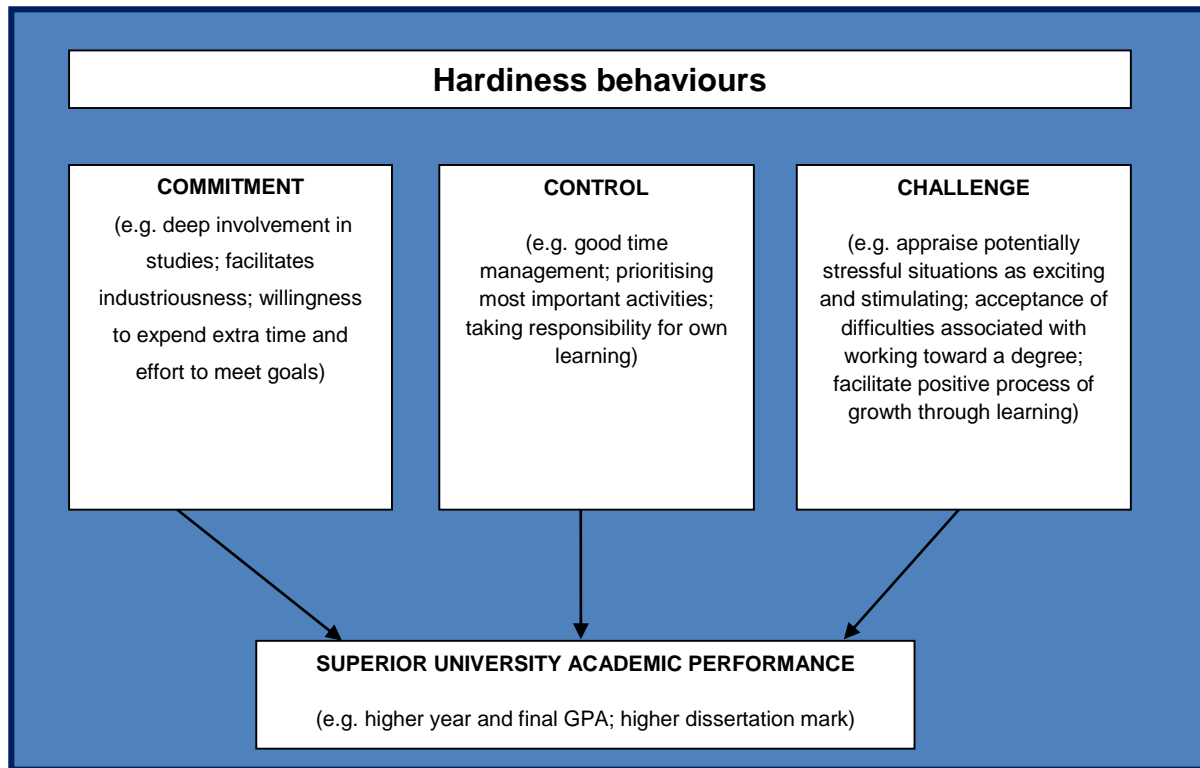 Hardiness behaviours
COMMITMENT
(e.g. deep involvement in
studies; facilitates
industriousness; willingness
to expend extra time and
effort to meet goals)
CONTROL
(e.g. good time
management; prioritising
most important activities;
taking responsibility for own
learning)
CHALLENGE
(e.g. appraise potentially
stressful situations as exciting
and stimulating; acceptance of
difficulties associated with
working toward a degree;
facilitate positive process of
growth through learning)
SUPERIOR UNIVERSITY ACADEMIC PERFORMANCE
(e.g. higher year and final GPA; higher dissertation mark)